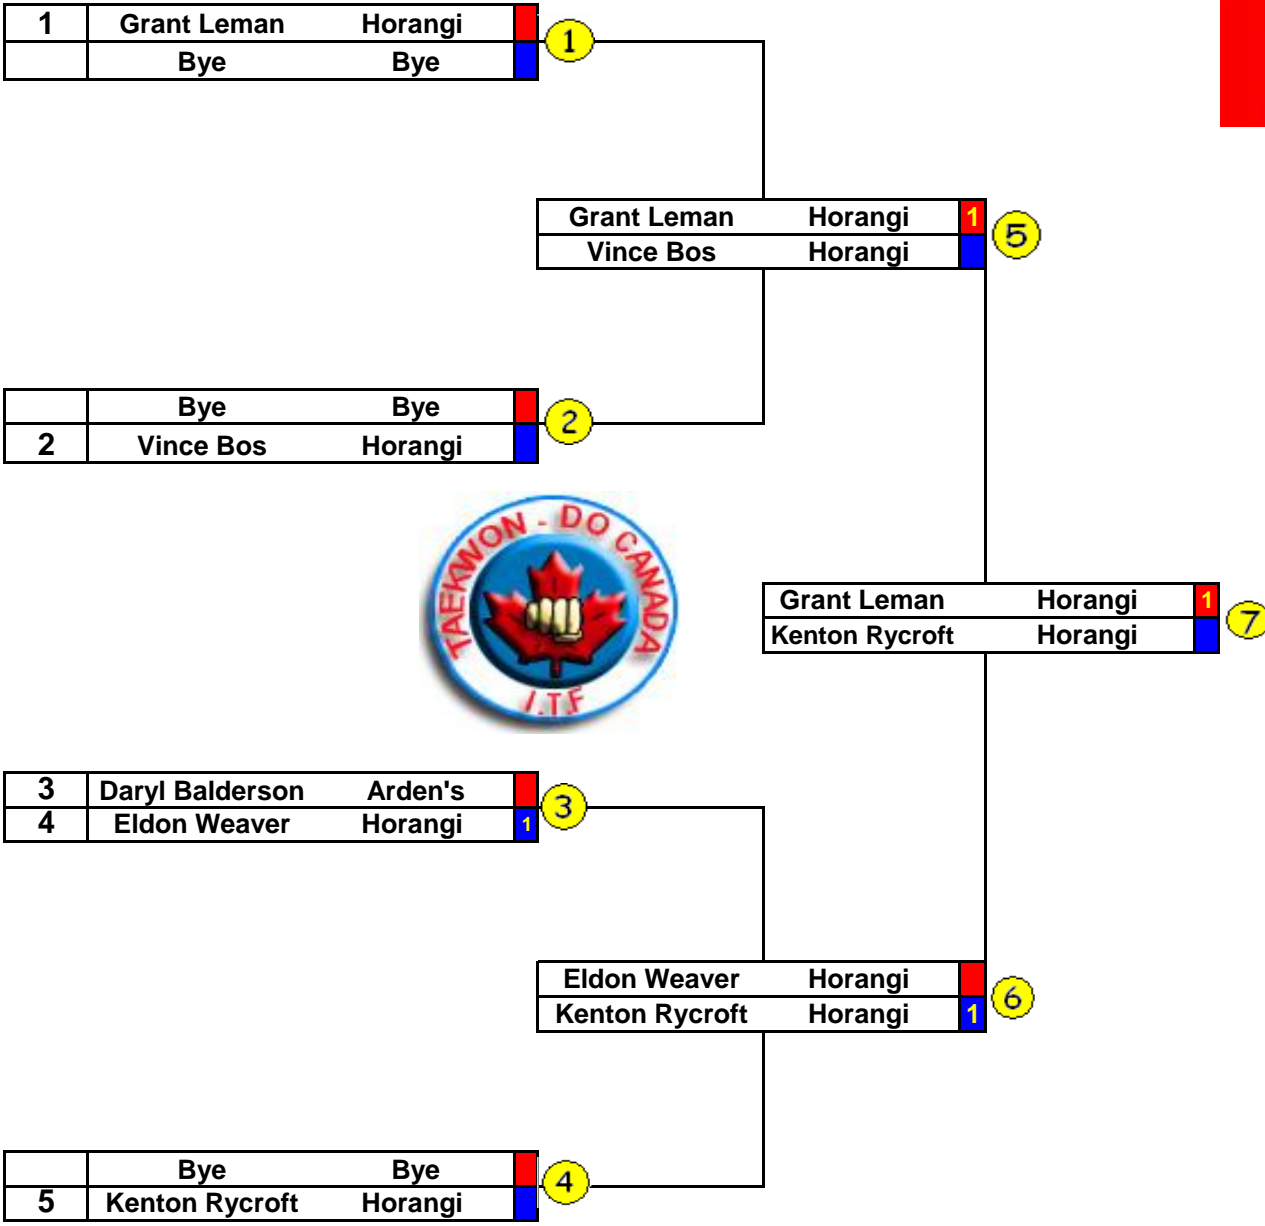 1 Grant Leman Horangi
Bye Bye
1
Grant Leman Horangi 1
Vince Bos Horangi
5
Bye Bye
2 Vince Bos Horangi
2
TAEKWON - DO CANADA
I.T.F
Grant Leman Horangi 1
Kenton Rycroft Horangi
7
3 Daryl Balderson Arden's
4 Eldon Weaver Horangi 1
3
Eldon Weaver Horangi
Kenton Rycroft Horangi 1
6
Bye Bye
5 Kenton Rycroft Horangi
4